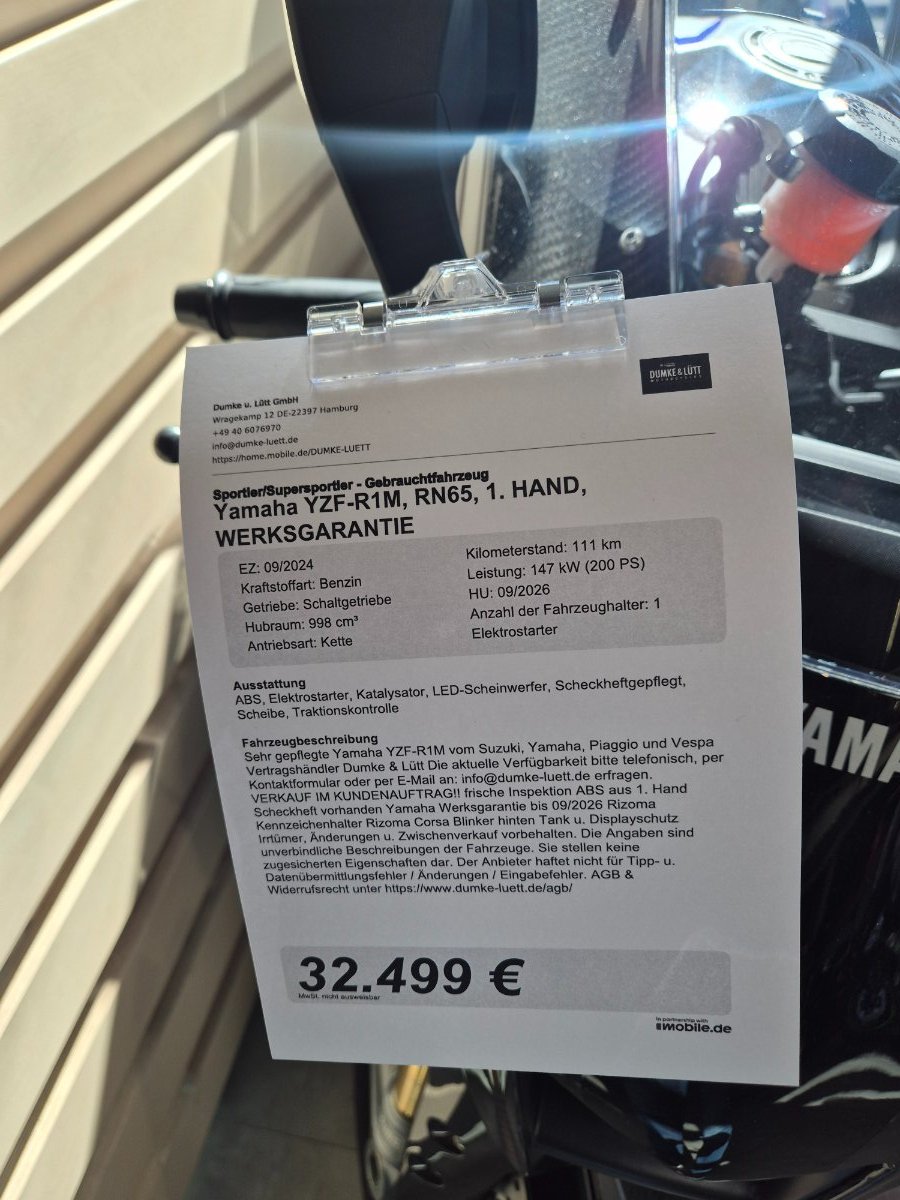 DUMKE & LÜTT
MOTORCYCLES
Dumke u. Lütt GmbH
Wragekamp 12 DE-22397 Hamburg
+49 40 6076970
info@dumke-luett.de
https://home.mobile.de/DUMKE-LUETT
Sportler/Supersportler - Gebrauchtfahrzeug
Yamaha YZF-R1M, RN65, 1. HAND,
WERKSGARANTIE
EZ: 09/2024
Kraftstoffart: Benzin
Getriebe: Schaltgetriebe
Hubraum: 998 cm³
Antriebsart: Kette
Kilometerstand: 111 km
Leistung: 147 kW (200 PS)
HU: 09/2026
Anzahl der Fahrzeughalter: 1
Elektrostarter
Ausstattung
ABS, Elektrostarter, Katalysator, LED-Scheinwerfer, Scheckheftgepflegt,
Scheibe, Traktionskontrolle
Fahrzeugbeschreibung
Sehr gepflegte Yamaha YZF-R1M vom Suzuki, Yamaha, Piaggio und Vespa
Vertragshändler Dumke & Lütt Die aktuelle Verfügbarkeit bitte telefonisch, per
Kontaktformular oder per E-Mail an: info@dumke-luett.de erfragen.
VERKAUF IM KUNDENAUFTRAG!! frische Inspektion ABS aus 1. Hand
Scheckheft vorhanden Yamaha Werksgarantie bis 09/2026 Rizoma
Kennzeichenhalter Rizoma Corsa Blinker hinten Tank u. Displayschutz
Irrtümer, Änderungen u. Zwischenverkauf vorbehalten. Die Angaben sind
unverbindliche Beschreibungen der Fahrzeuge. Sie stellen keine
zugesicherten Eigenschaften dar. Der Anbieter haftet nicht für Tipp- u.
Datenübermittlungsfehler / Änderungen / Eingabefehler. AGB &
Widerrufsrecht unter https://www.dumke-luett.de/agb/
32.499 €
MwSt. nicht ausweisbar
in partnership with
mobile.de
YAMA